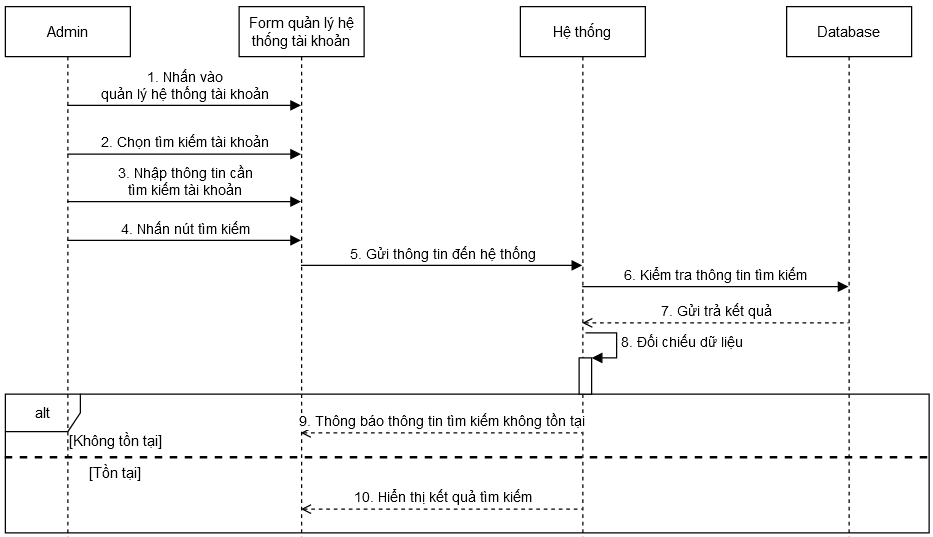 Admin
Form quản lý hệ
thống tài khoản
Hệ thống
Database
1. Nhấn vào
quản lý hệ thống tài khoản
2. Chọn tìm kiếm tài khoản
3. Nhập thông tin cần
tìm kiếm tài khoản
4. Nhấn nút tìm kiếm
5. Gửi thông tin đến hệ thống
6. Kiểm tra thông tin tìm kiếm
7. Gửi trả kết quả
8. Đối chiếu dữ liệu
alt
9. Thông báo thông tin tìm kiếm không tồn tại
[Không tồn tại]
[Tồn tại]
10. Hiển thị kết quả tìm kiếm